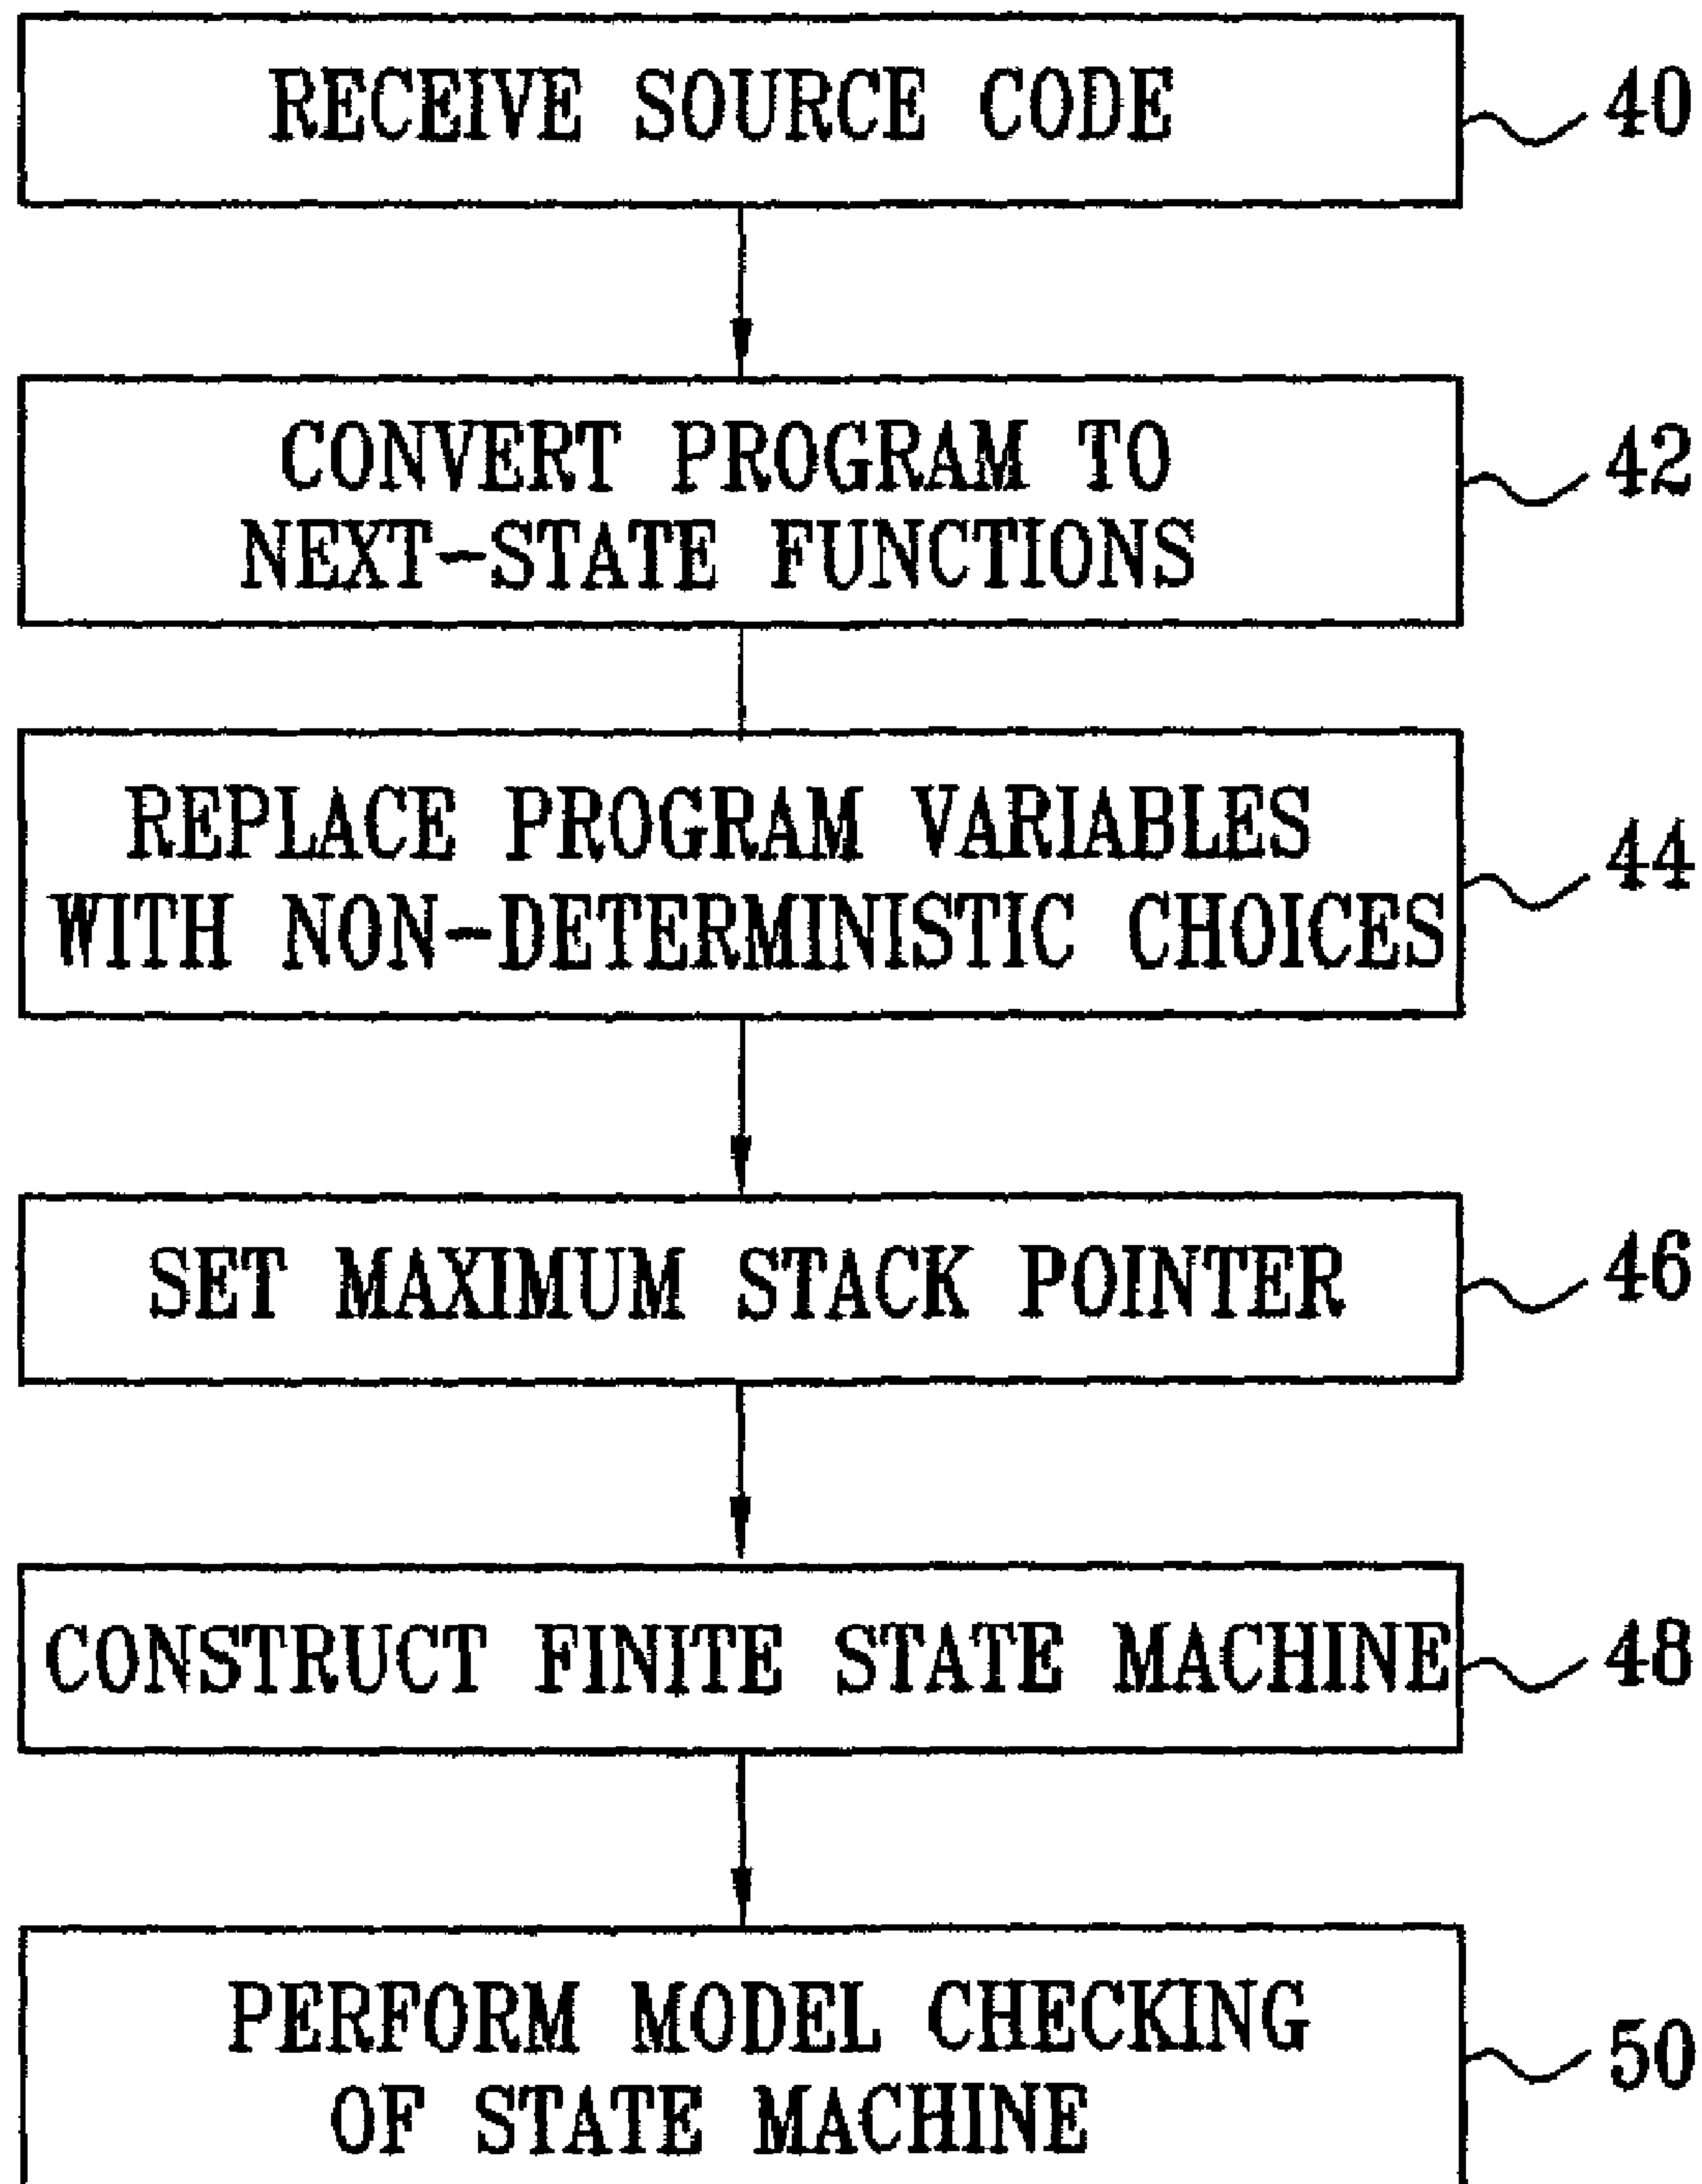 RECEIVE SOURCE CODE
40
CONVERT PROGRAM TO
NEXT-STATE FUNCTIONS
42
REPLACE PROGRAM VARIABLES
WITH NON-DETERMINISTIC CHOICES
44
SET MAXIMUM STACK POINTER
46
CONSTRUCT FINITE STATE MACHINE
48
PERFORM MODEL CHECKING
OF STATE MACHINE
50